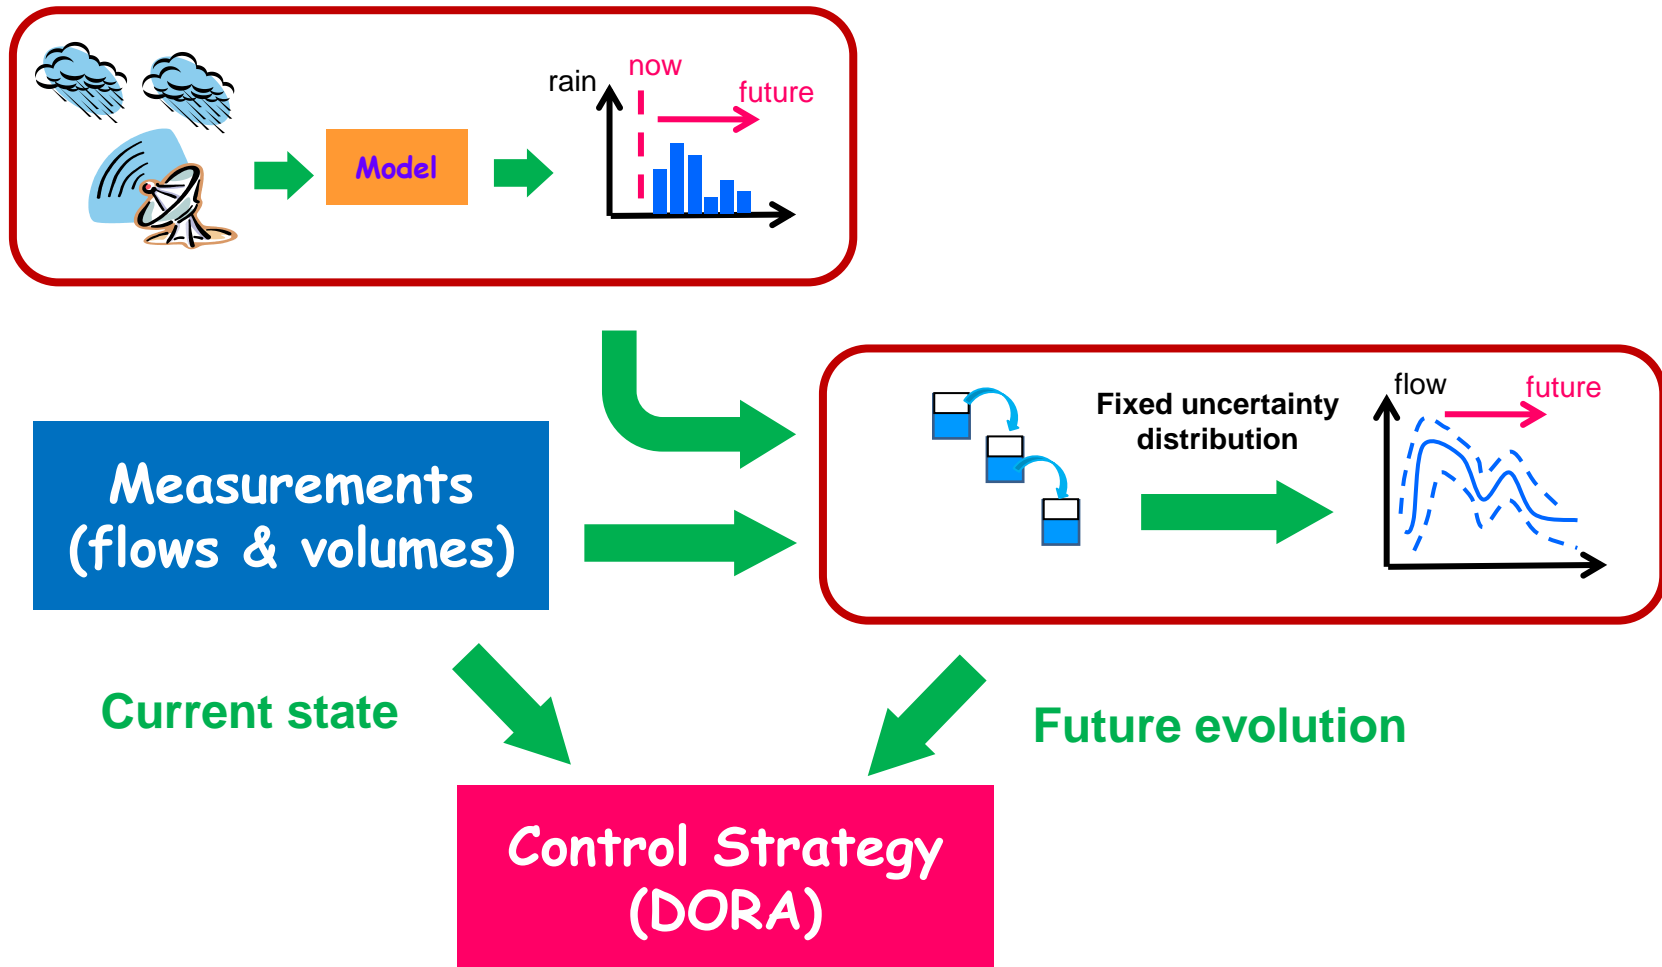 rain
now
future
Model
flow
future
Fixed uncertainty
distribution
Measurements
(flows & volumes)
Current state
Future evolution
Control Strategy
(DORA)